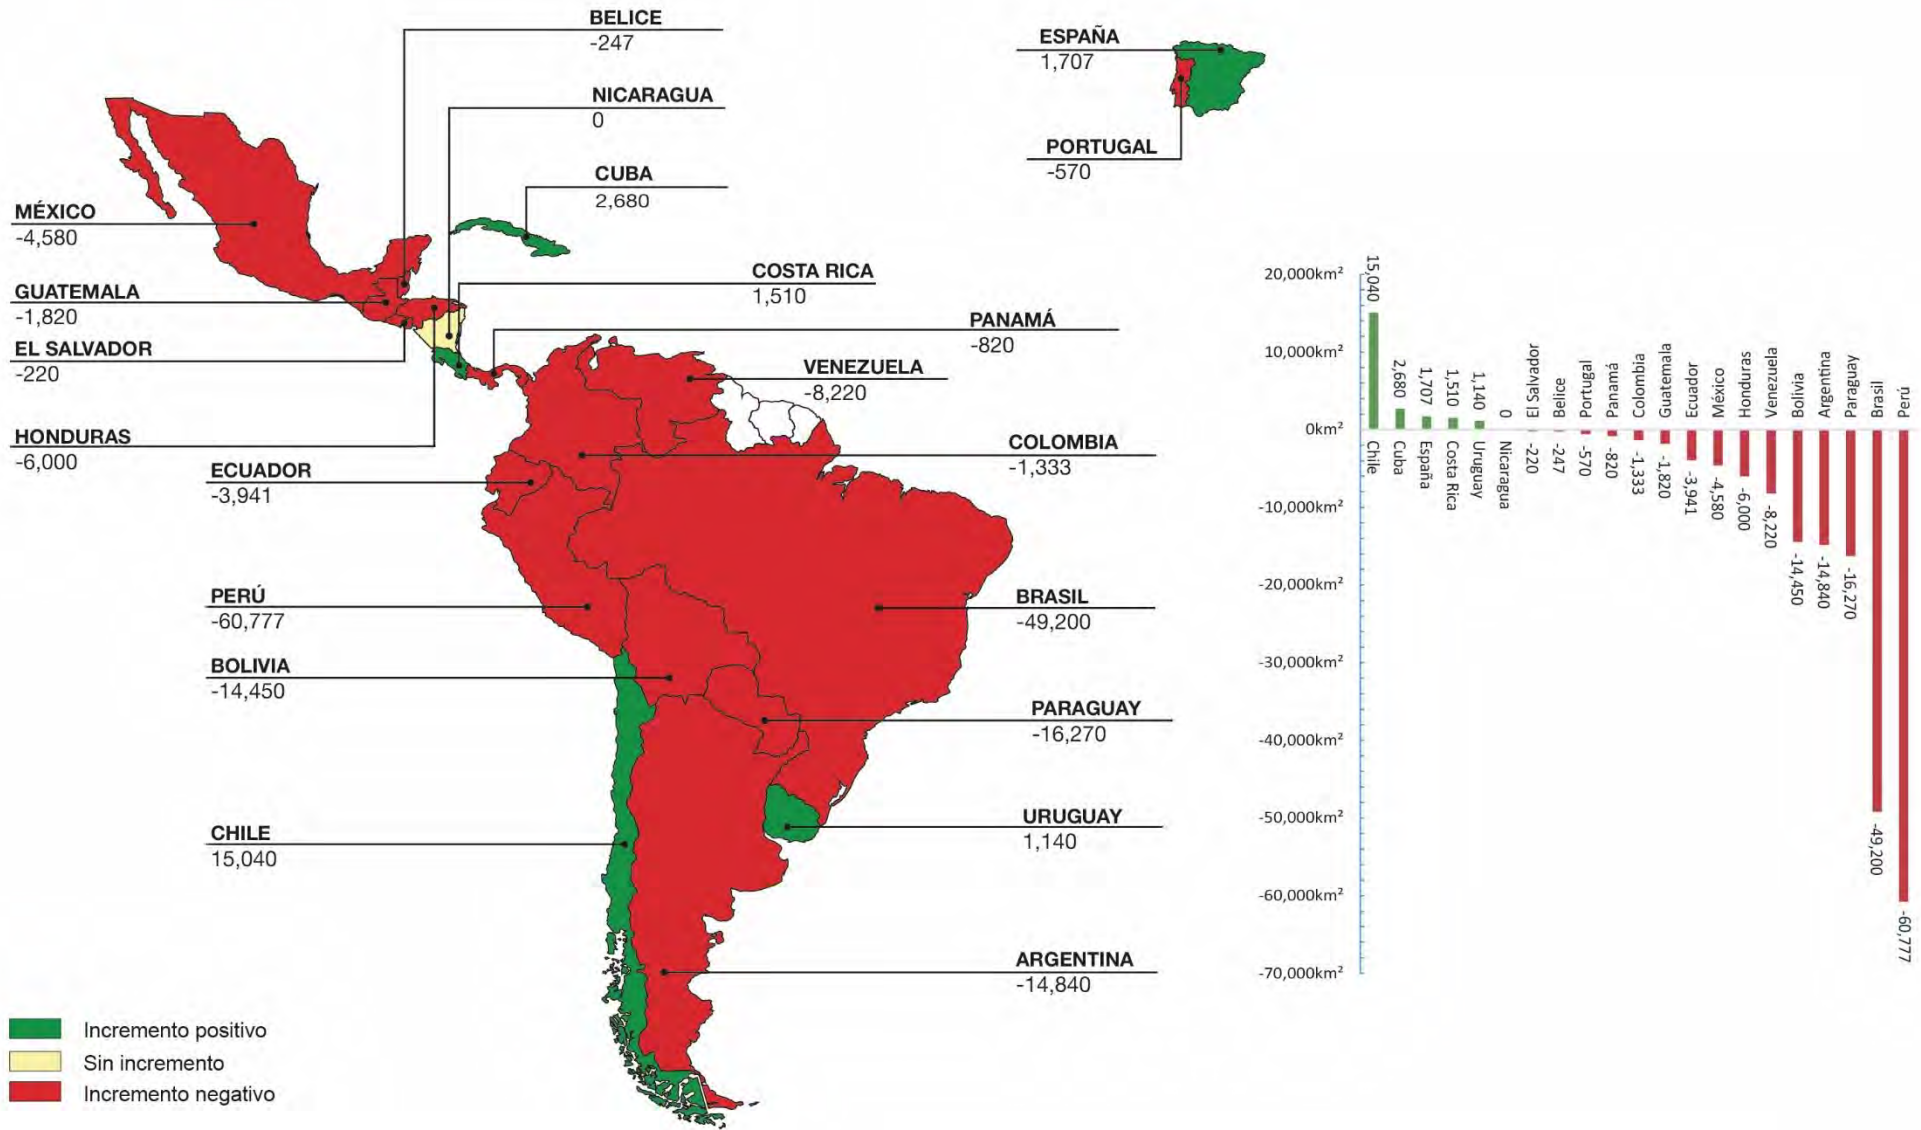 BELICE
-247
NICARAGUA
0
CUBA
2,680
MÉXICO
-4,580
GUATEMALA
-1,820
EL SALVADOR
-220
HONDURAS
-6,000
COSTA RICA
1,510
PANAMÁ
-820
VENEZUELA
-8,220
COLOMBIA
-1,333
ECUADOR
-3,941
PERÚ
-60,777
BOLIVIA
-14,450
CHILE
15,040
BRASIL
-49,200
PARAGUAY
-16,270
URUGUAY
1,140
ARGENTINA
-14,840
ESPAÑA
1,707
PORTUGAL
-570
Incremento positivo
Sin incremento
Incremento negativo
20,000km²
10,000km²
0km²
-10,000km²
-20,000km²
-30,000km²
-40,000km²
-50,000km²
-60,000km²
-70,000km²
15,040
Chile
2,680
Cuba
1,707
España
1,510
Costa Rica
1,140
Uruguay
0
Nicaragua
El Salvador
-220
Belice
-247
Portugal
-570
Panamá
-820
Colombia
-1,333
Guatemala
-1,820
Ecuador
-3,941
México
-4,580
Honduras
-6,000
Venezuela
-8,220
Bolivia
-14,450
Argentina
-14,840
Paraguay
-16,270
Brasil
-49,200
Peru
-60,777